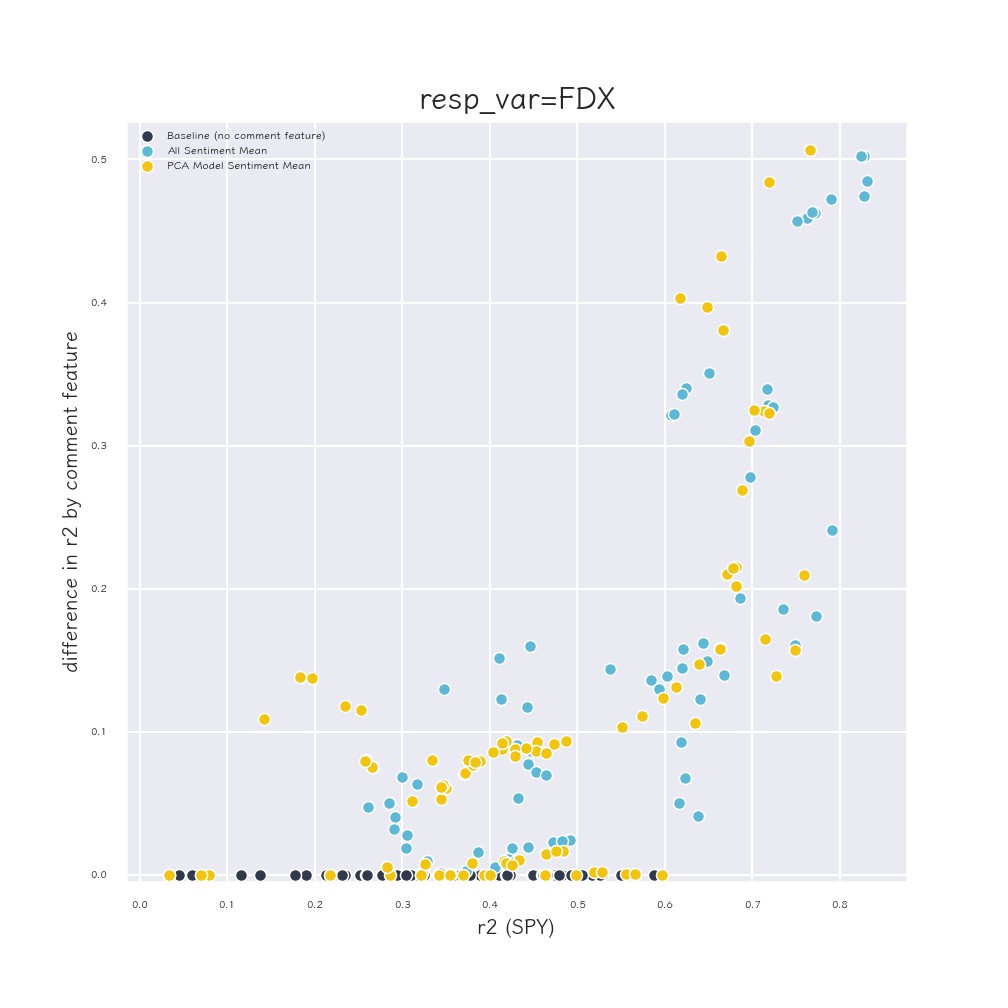 resp_var=FDX
Baseline (no comment feature)
All Sentiment Mean
PCA Model Sentiment Mean
0.5
0.4
0.3
0.2
0.1
0.0
difference in r2 by comment feature
0.0 0.1 0.2 0.3 0.4 0.5 0.6 0.7 0.8
r2 (SPY)